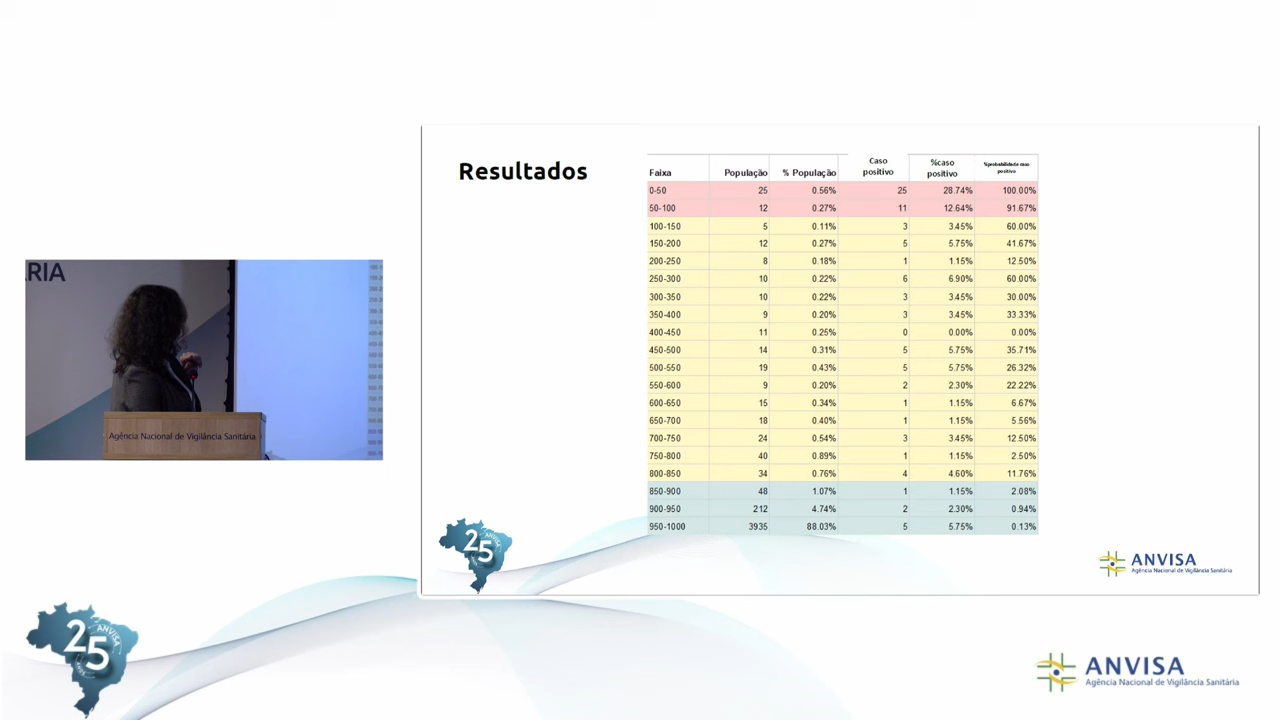 Resultados
Faixa População % População Caso positivo %caso positivo %probabilidade caso positivo
0-50 25 0.56% 25 28.74% 100.00%
50-100 12 0.27% 11 12.64% 91.67%
100-150 5 0.11% 3 3.45% 60.00%
150-200 12 0.27% 5 5.75% 41.67%
200-250 8 0.18% 1 1.15% 12.50%
250-300 10 0.22% 6 6.90% 60.00%
300-350 10 0.22% 3 3.45% 30.00%
350-400 9 0.20% 3 3.45% 33.33%
400-450 11 0.25% 0 0.00% 0.00%
450-500 14 0.31% 5 5.75% 35.71%
500-550 19 0.43% 5 5.75% 26.32%
550-600 9 0.20% 2 2.30% 22.22%
600-650 15 0.34% 1 1.15% 6.67%
650-700 18 0.40% 1 1.15% 5.56%
700-750 24 0.54% 3 3.45% 12.50%
750-800 40 0.89% 1 1.15% 2.50%
800-850 34 0.76% 4 4.60% 11.76%
850-900 48 1.07% 1 1.15% 2.08%
900-950 212 4.74% 2 2.30% 0.94%
950-1000 3935 88.03% 5 5.75% 0.13%
25 ANVISA
ANVISA
Agência Nacional de Vigilância Sanitária
ÁRIA
Agência Nacional de Vigilância Sanitária
25 ANVISA
ANOS
ANVISA
Agência Nacional de Vigilância Sanitária